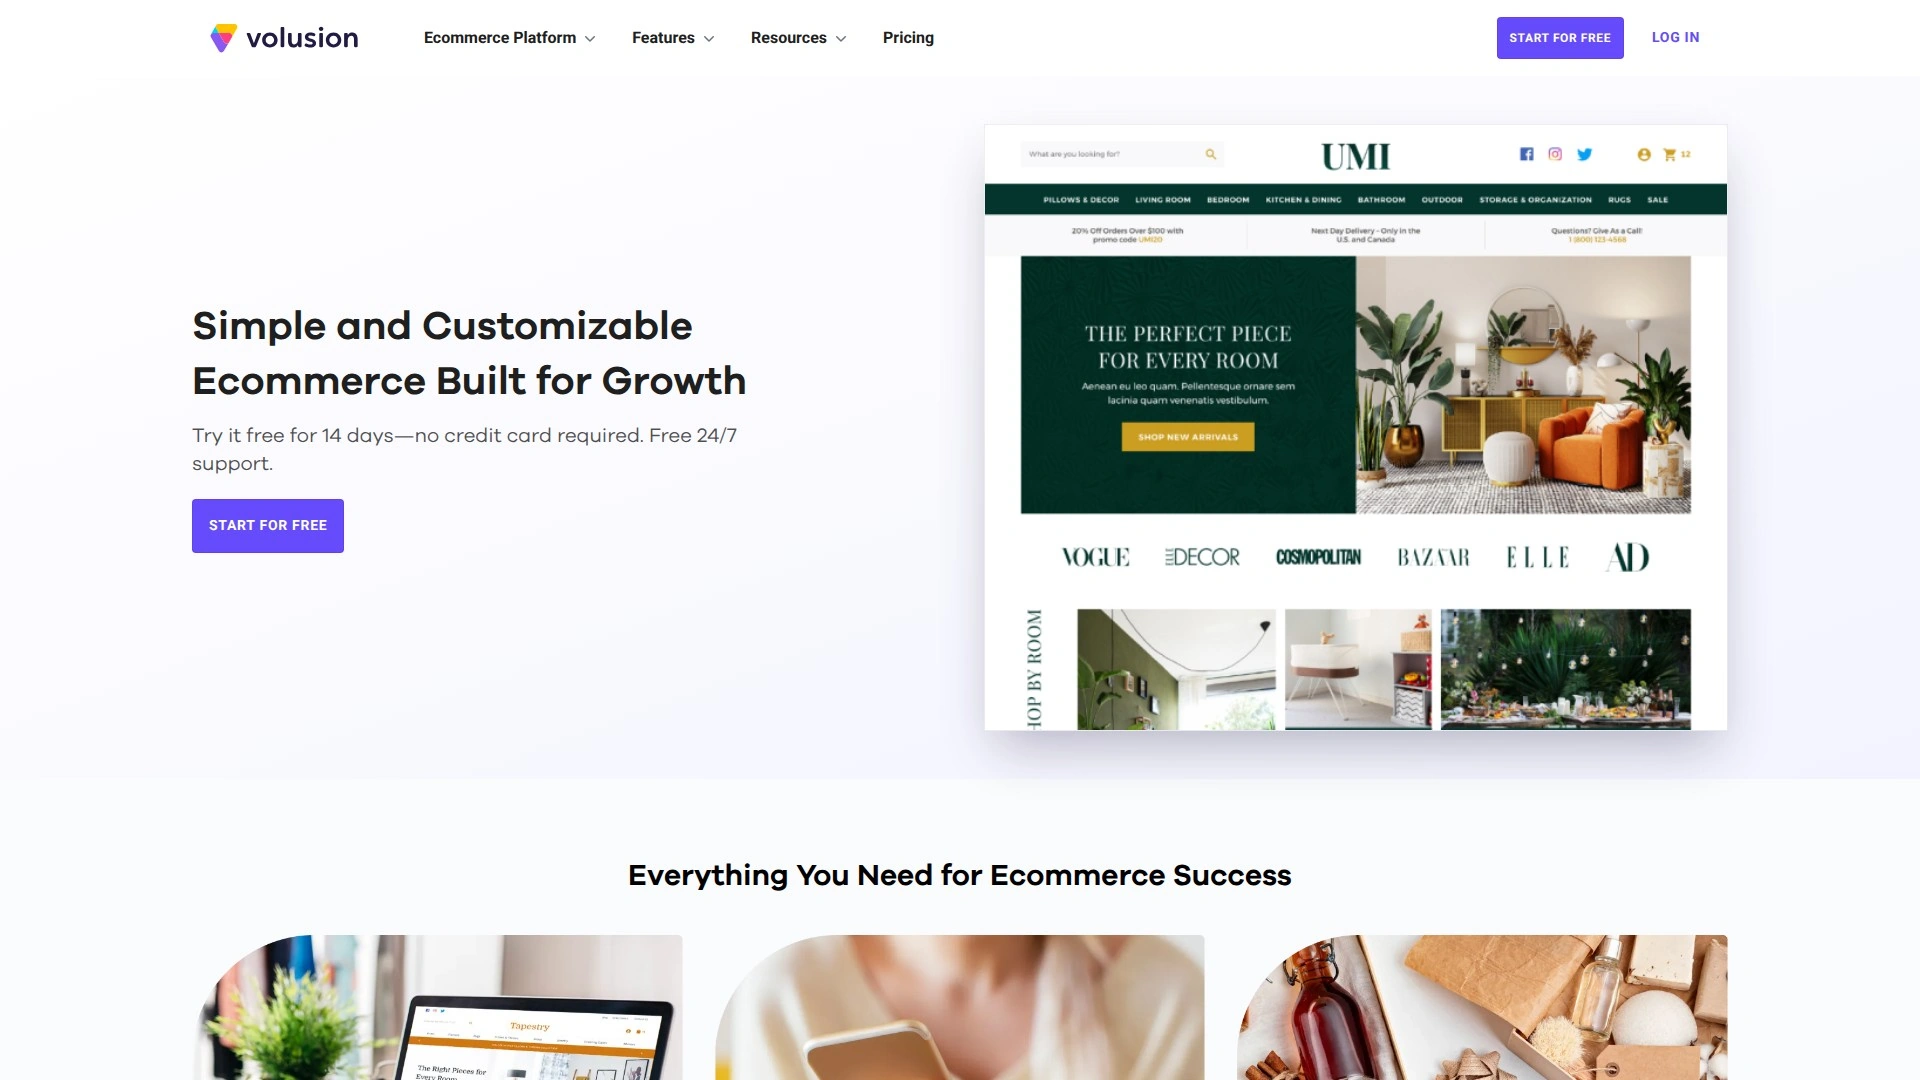 volusion
Ecommerce Platform
Features
Resources
Pricing
START FOR FREE
LOG IN
Simple and Customizable
Ecommerce Built for Growth
Try it free for 14 days—no credit card required. Free 24/7
support.
START FOR FREE
What are you looking for?
UMI
12
PILLOWS & DECOR
LIVING ROOM
BEDROOM
KITCHEN & DINING
BATHROOM
OUTDOOR
STORAGE & ORGANIZATION
RUGS
SALE
20% Off Orders Over $100 with
promo code UMI20
Next Day Delivery - Only in the
U.S. and Canada
Questions? Give As a Call!
1 (800) 123-4568
THE PERFECT PIECE
FOR EVERY ROOM
Aenean eu leo quam. Pellentesque ornare sem
lacinia quam venenatis vestibulum.
SHOP NEW ARRIVALS
VOGUE
ELLE DECOR
COSMOPOLITAN
BAZAAR
ELLE
AD
HOP BY ROOM
Everything You Need for Ecommerce Success
Tapestry
The Right Pieces for
Every Room